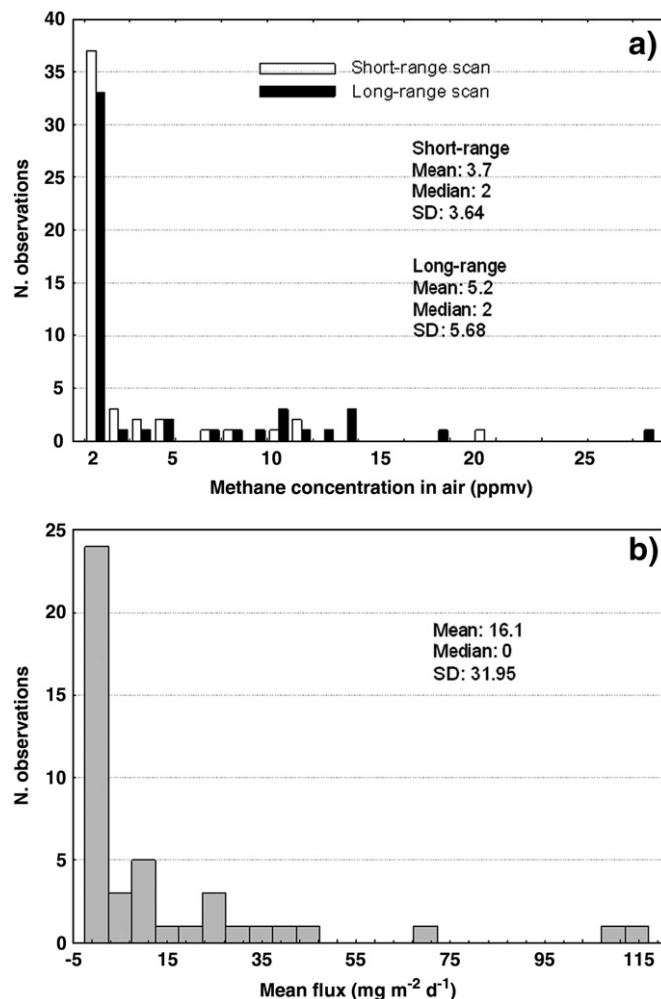 a)
40
35
30
25
20
15
10
5
0
N. observations
Short-range scan
Long-range scan
Short-range
Mean: 3.7
Median: 2
SD: 3.64
Long-range
Mean: 5.2
Median: 2
SD: 5.68
2 5 10 15 20 25
Methane concentration in air (ppmv)
b)
25
20
15
10
5
0
N. observations
Mean: 16.1
Median: 0
SD: 31.95
-5 15 35 55 75 95 115
Mean flux (mg m⁻² d⁻¹)